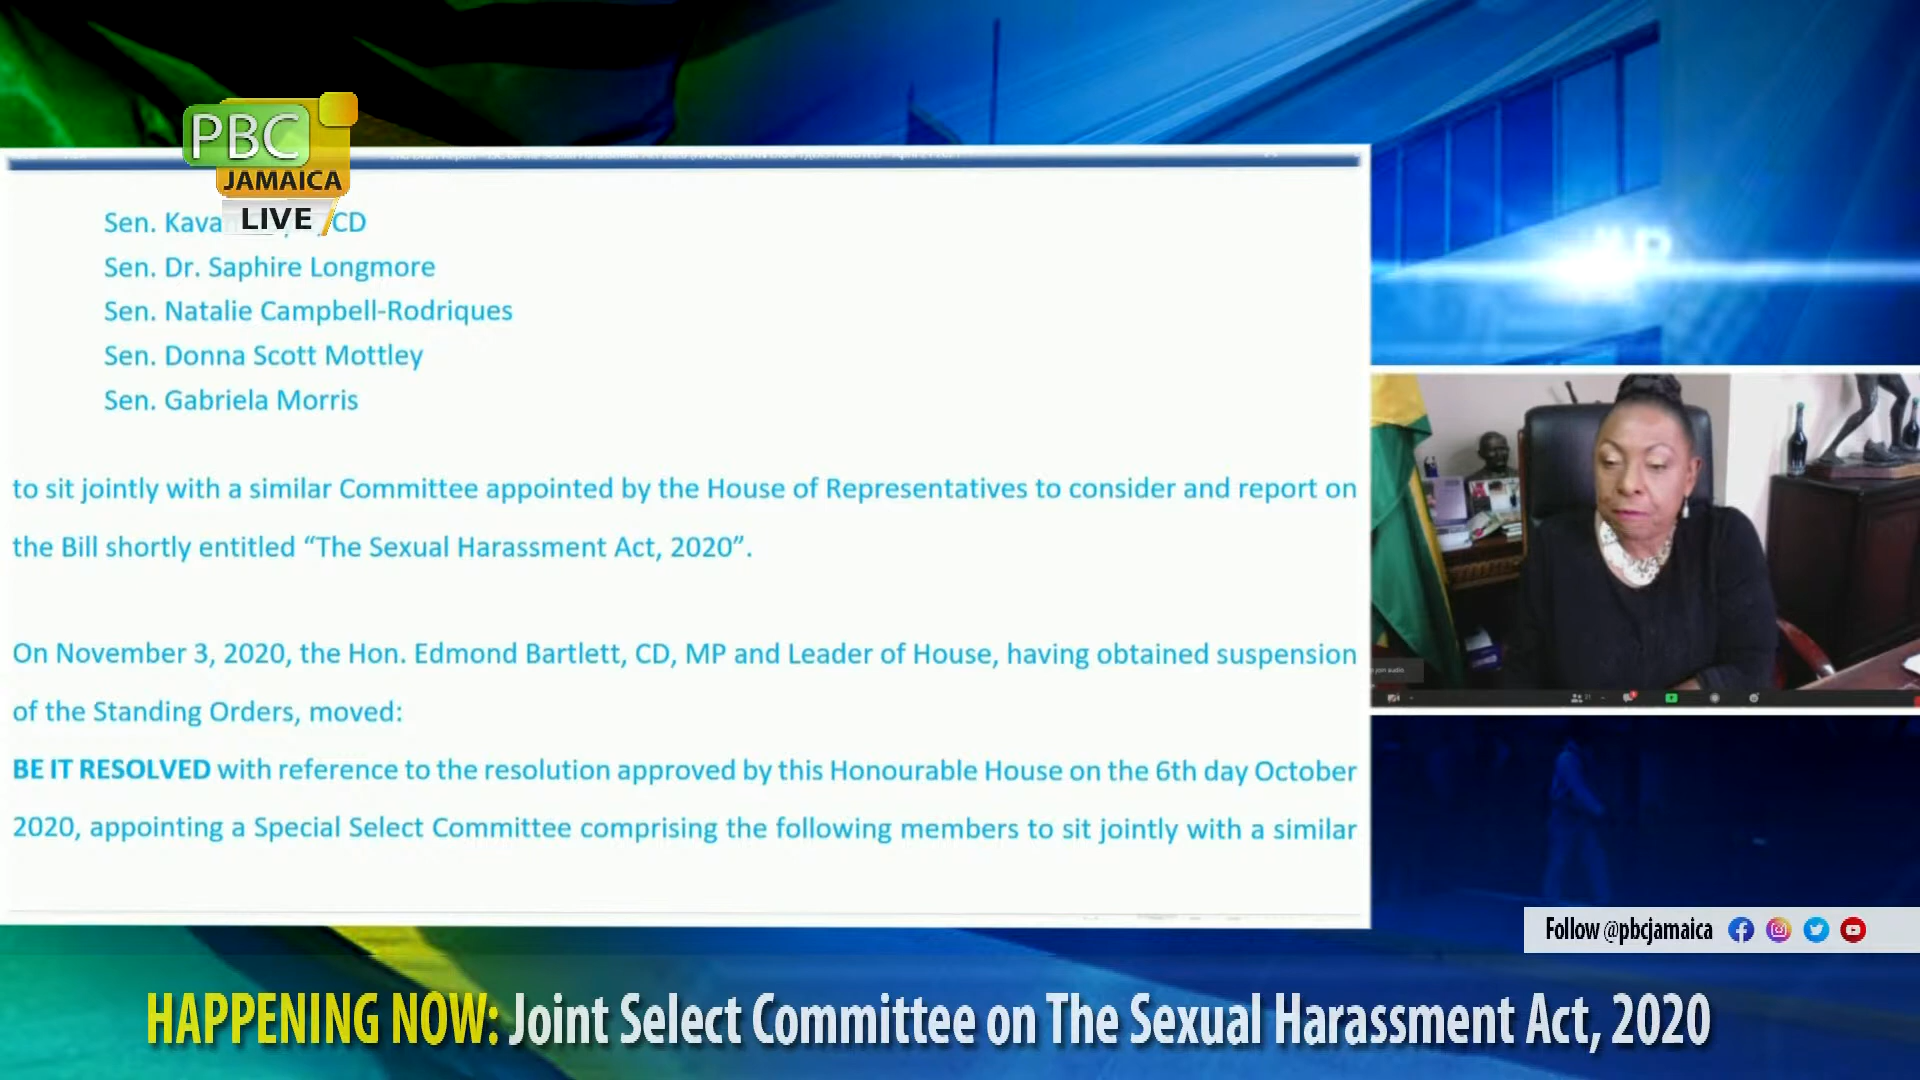 PBC
JAMAICA
LIVE
Sen. Kava CD
Sen. Dr. Saphire Longmore
Sen. Natalie Campbell-Rodriques
Sen. Donna Scott Mottley
Sen. Gabriela Morris
to sit jointly with a similar Committee appointed by the House of Representatives to consider and report on
the Bill shortly entitled “The Sexual Harassment Act, 2020”.
On November 3, 2020, the Hon. Edmond Bartlett, CD, MP and Leader of House, having obtained suspension
of the Standing Orders, moved:
BE IT RESOLVED with reference to the resolution approved by this Honourable House on the 6th day October
2020, appointing a Special Select Committee comprising the following members to sit jointly with a similar
Follow @pbcjamaica
HAPPENING NOW: Joint Select Committee on The Sexual Harassment Act, 2020